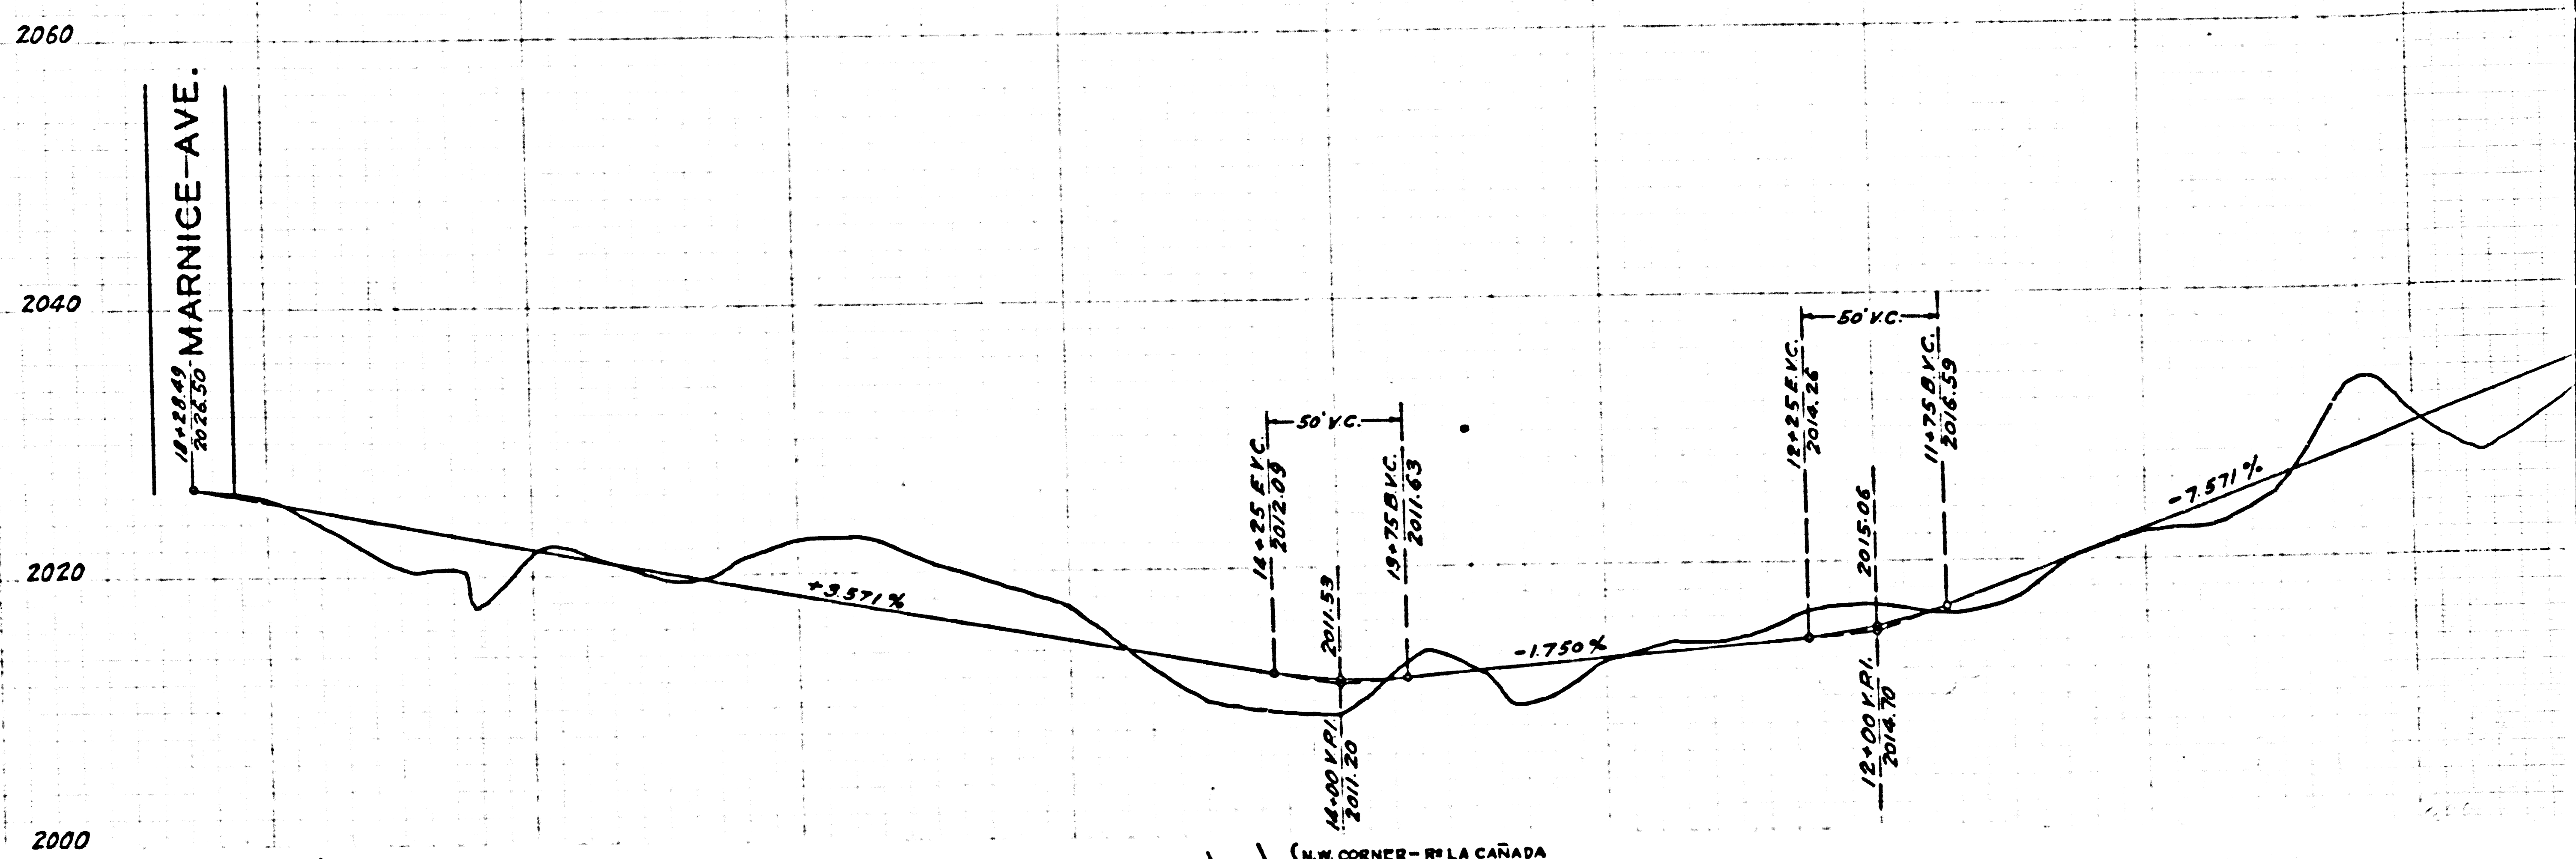 2060
2040
2020
2000
MARNICE-AVE.
18+28.49
2026.50
+3.571%
50' V.C.
14+25 E.V.C.
2012.09
2011.53
14+00 V.P.I.
2011.20
19+75 B.V.C.
2011.63
-1.750%
50' V.C.
12+25 E.V.C.
2014.26
2015.06
12+00 V.P.I.
2014.70
11+75 B.V.C.
2016.59
-7.571%
N.W. CORNER - Rº LA CAÑADA